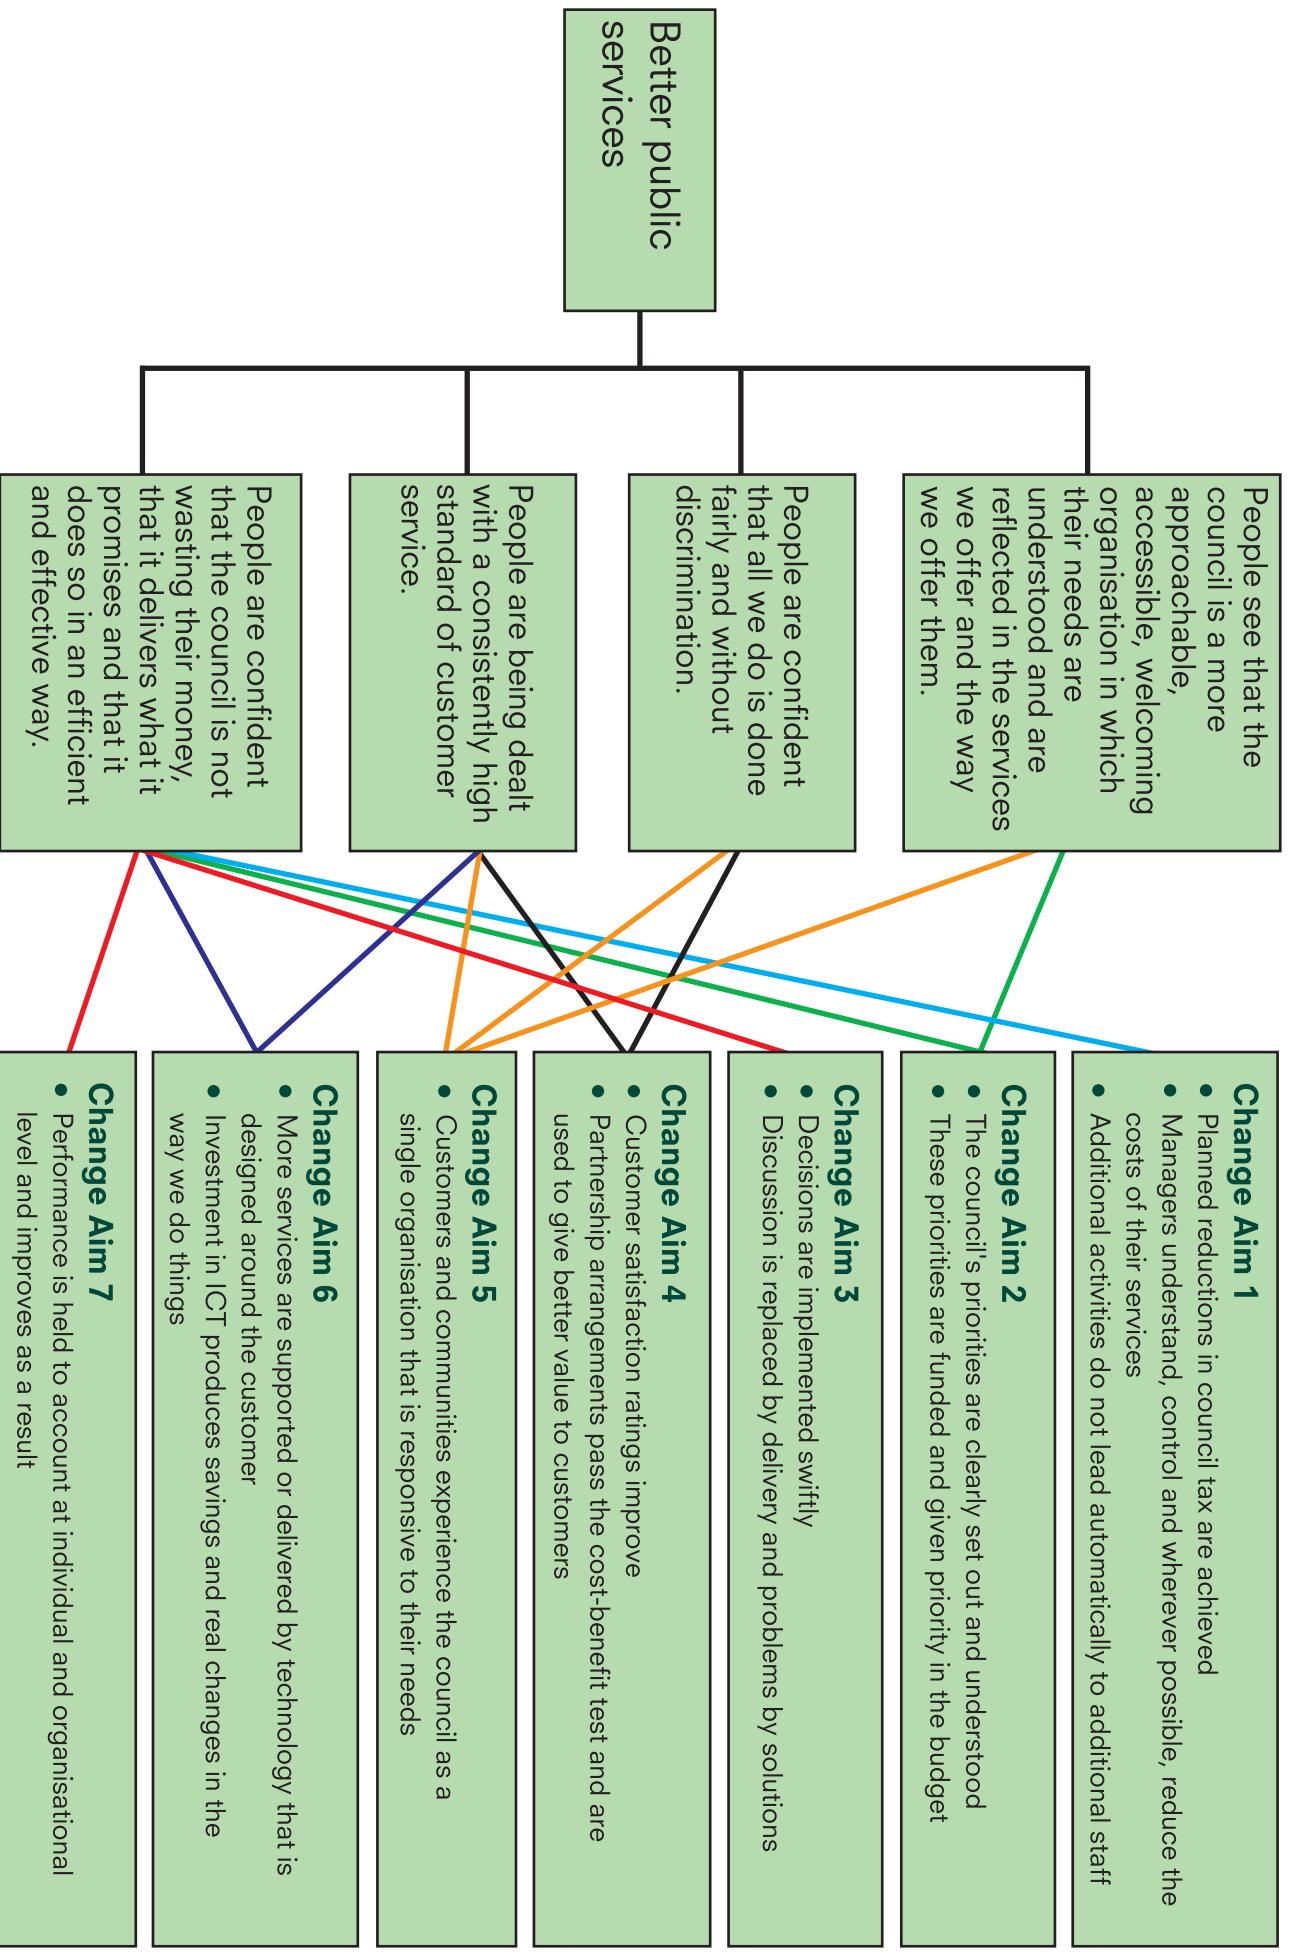 Better public
services
People see that the
council is a more
approachable,
accessible, welcoming
organisation in which
their needs are
understood and are
reflected in the services
we offer and the way
we offer them.
People are confident
that all we do is done
fairly and without
discrimination.
People are being dealt
with a consistently high
standard of customer
service.
People are confident
that the council is not
wasting their money,
that it delivers what it
promises and that it
does so in an efficient
and effective way.
Change Aim 1
• Planned reductions in council tax are achieved
• Managers understand, control and wherever possible, reduce the
costs of their services
• Additional activities do not lead automatically to additional staff
Change Aim 2
• The council's priorities are clearly set out and understood
• These priorities are funded and given priority in the budget
Change Aim 3
• Decisions are implemented swiftly
• Discussion is replaced by delivery and problems by solutions
Change Aim 4
• Customer satisfaction ratings improve
• Partnership arrangements pass the cost-benefit test and are
used to give better value to customers
Change Aim 5
• Customers and communities experience the council as a
single organisation that is responsive to their needs
Change Aim 6
• More services are supported or delivered by technology that is
designed around the customer
• Investment in ICT produces savings and real changes in the
way we do things
Change Aim 7
• Performance is held to account at individual and organisational
level and improves as a result